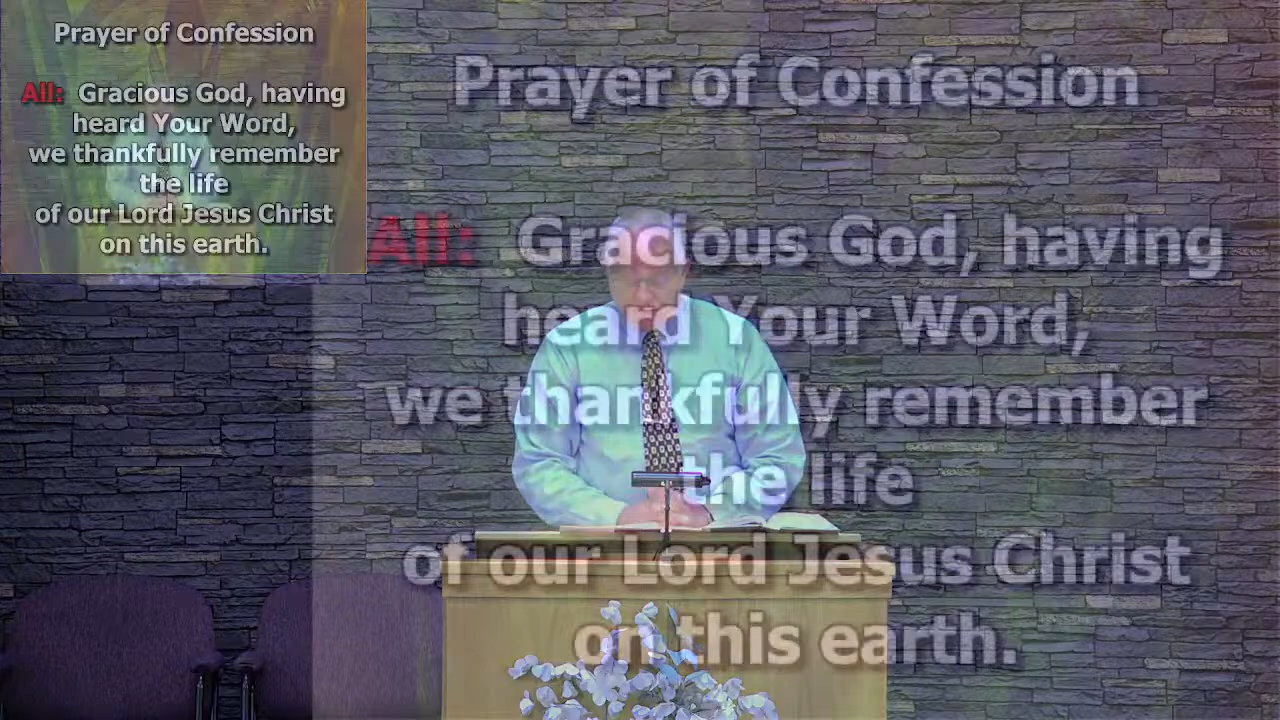 Prayer of Confession
All: Gracious God, having
heard Your Word,
we thankfully remember
the life
of our Lord Jesus Christ
on this earth.
Prayer of Confession
All: Gracious God, having
heard Your Word,
we thankfully remember
the life
of our Lord Jesus Christ
on this earth.